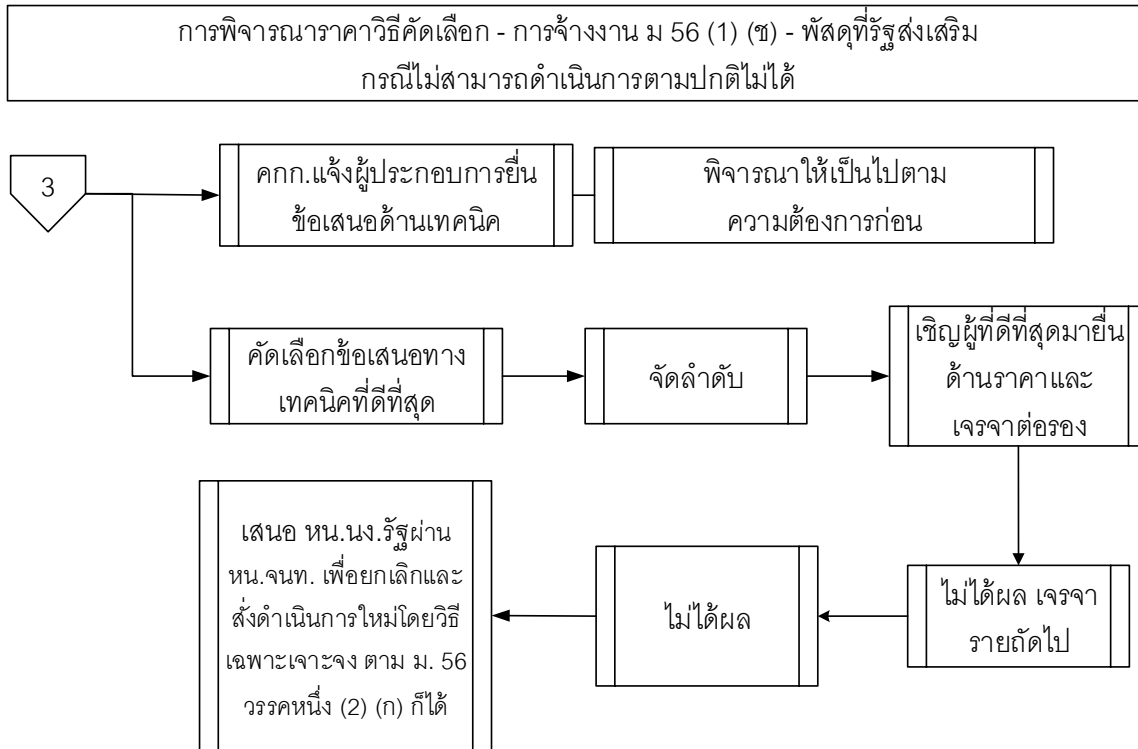 การพิจารณาราคาวิธีคัดเลือก - การจ้างงาน ม 56 (1) (ช) - พัสดุที่รัฐส่งเสริม
กรณีไม่สามารถดำเนินการตามปกติไม่ได้
3
คกก.แจ้งผู้ประกอบการยื่น
ข้อเสนอด้านเทคนิค
พิจารณาให้เป็นไปตาม
ความต้องการก่อน
คัดเลือกข้อเสนอทาง
เทคนิคที่ดีที่สุด
จัดลำดับ
เชิญผู้ที่ดีที่สุดมายื่น
ด้านราคาและ
เจรจาต่อรอง
ไม่ได้ผล เจรจา
รายถัดไป
ไม่ได้ผล
เสนอ หน.นง.รัฐผ่าน
หน.จนท. เพื่อยกเลิกและ
สั่งดำเนินการใหม่โดยวิธี
เฉพาะเจาะจง ตาม ม. 56
วรรคหนึ่ง (2) (ก) ก็ได้